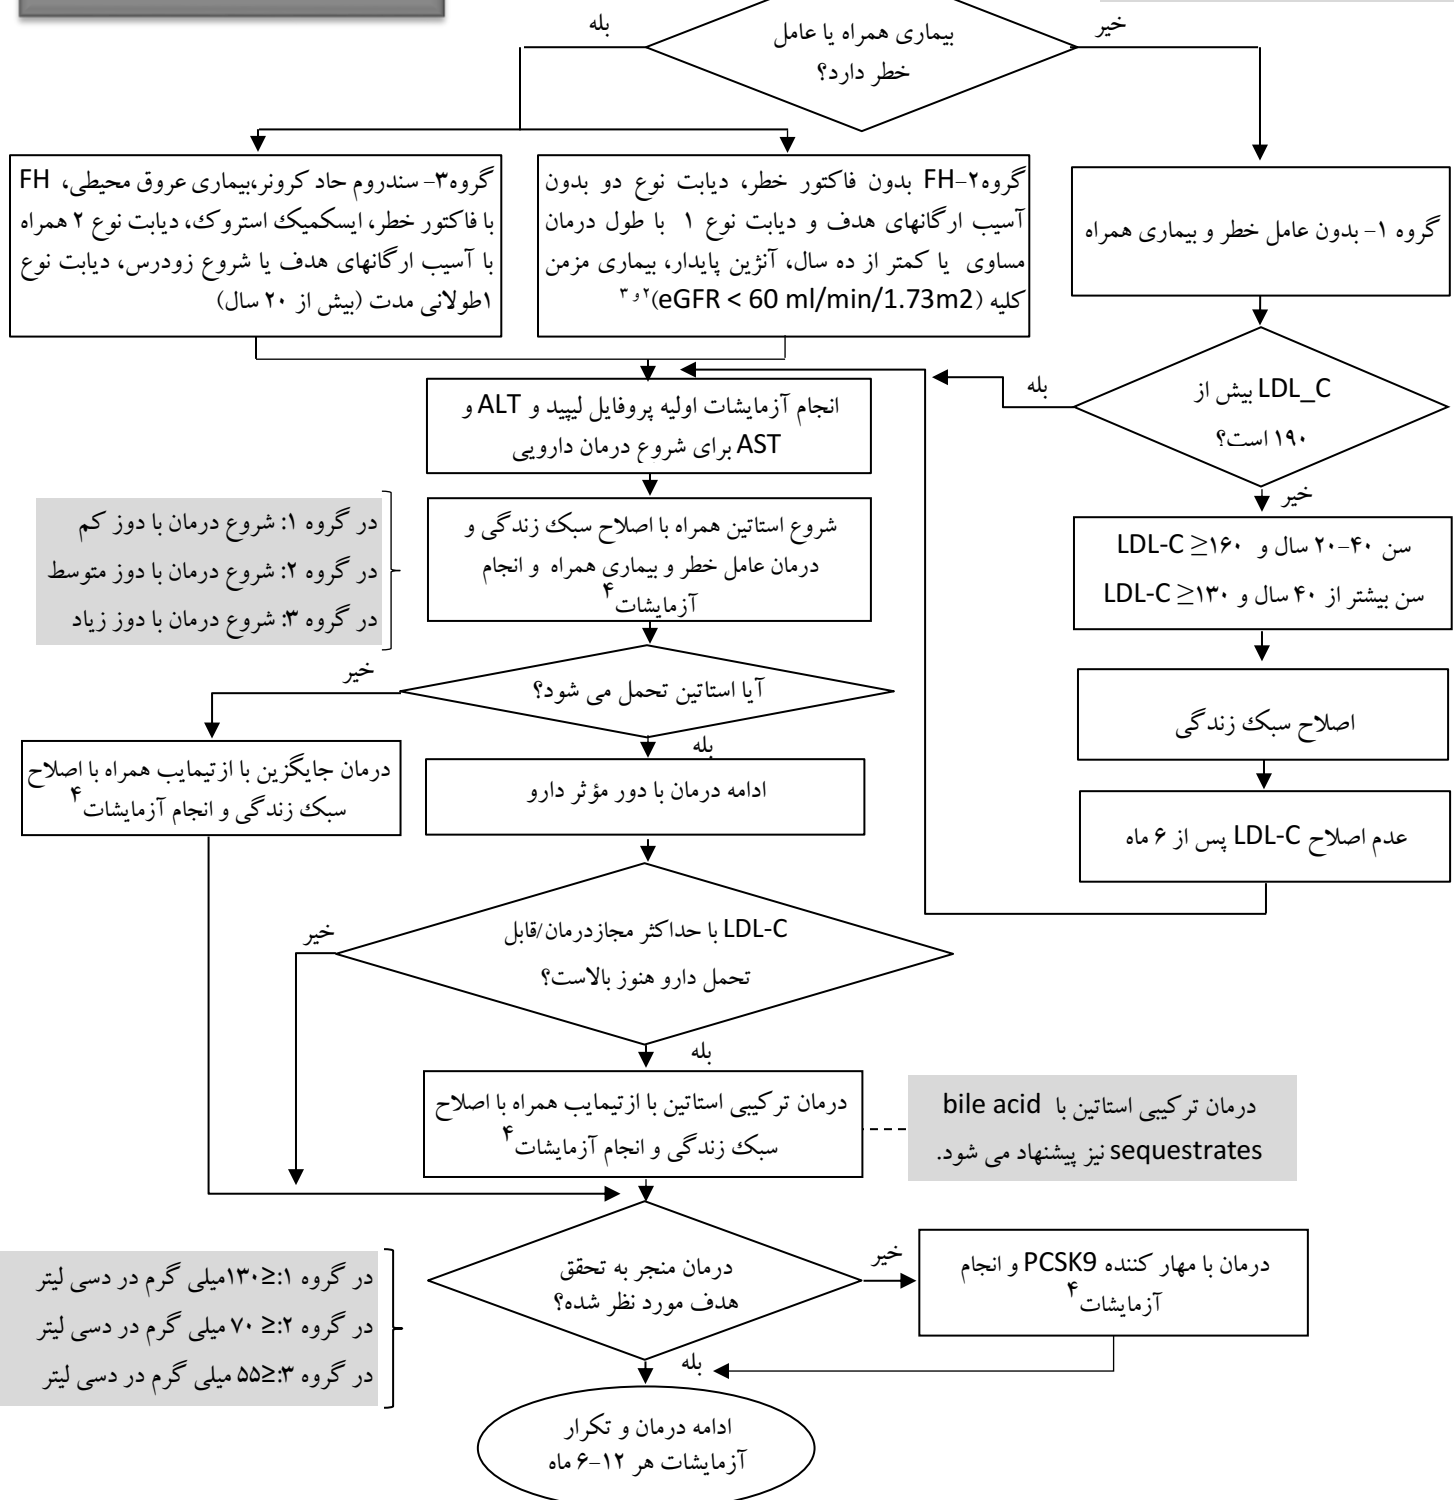 بیماری همراه یا عامل
خطر دارد؟
خیر
بله
گروه ۱- بدون عامل خطر و بیماری همراه
گروه۲-FH بدون فاکتور خطر، دیابت نوع دو بدون
آسیب ارگانهای هدف و دیابت نوع ۱ با طول درمان
مساوی یا کمتر از ده سال، آنژین پایدار، بیماری مزمن
کلیه (eGFR < 60 ml/min/1.73m2)۲ و ۳
گروه۳- سندروم حاد کرونر،بیماری عروق محیطی، FH
با فاکتور خطر، ایسکمیک استروک، دیابت نوع ۲ همراه
با آسیب ارگانهای هدف یا شروع زودرس، دیابت نوع
۱طولانی مدت (بیش از ۲۰ سال)
LDL_C بیش از
۱۹۰ است؟
بله
خیر
سن ۴۰-۲۰ سال و LDL-C ≥۱۶۰
سن بیشتر از ۴۰ سال و LDL-C ≥۱۳۰
اصلاح سبک زندگی
عدم اصلاح LDL-C پس از ۶ ماه
انجام آزمایشات اولیه پروفایل لیپید و ALT و
AST برای شروع درمان دارویی
شروع استاتین همراه با اصلاح سبک زندگی و
درمان عامل خطر و بیماری همراه و انجام
آزمایشات۴
در گروه ۱: شروع درمان با دوز کم
در گروه ۲: شروع درمان با دوز متوسط
در گروه ۳: شروع درمان با دوز زیاد
آیا استاتین تحمل می شود؟
خیر
بله
درمان جایگزین با ازتیمایب همراه با اصلاح
سبک زندگی و انجام آزمایشات۴
ادامه درمان با دور مؤثر دارو
LDL-C با حداکثر مجازدرمان/قابل
تحمل دارو هنوز بالاست؟
خیر
بله
درمان ترکیبی استاتین با ازتیمایب همراه با اصلاح
سبک زندگی و انجام آزمایشات۴
درمان ترکیبی استاتین با bile acid
sequestrates نیز پیشنهاد می شود.
درمان منجر به تحقق
هدف مورد نظر شده؟
خیر
بله
درمان با مهار کننده PCSK9 و انجام
آزمایشات۴
در گروه ۱:≤۱۳۰میلی گرم در دسی لیتر
در گروه ۲:≤ ۷۰ میلی گرم در دسی لیتر
در گروه ۳:≤۵۵ میلی گرم در دسی لیتر
ادامه درمان و تکرار
آزمایشات هر ۱۲-۶ ماه